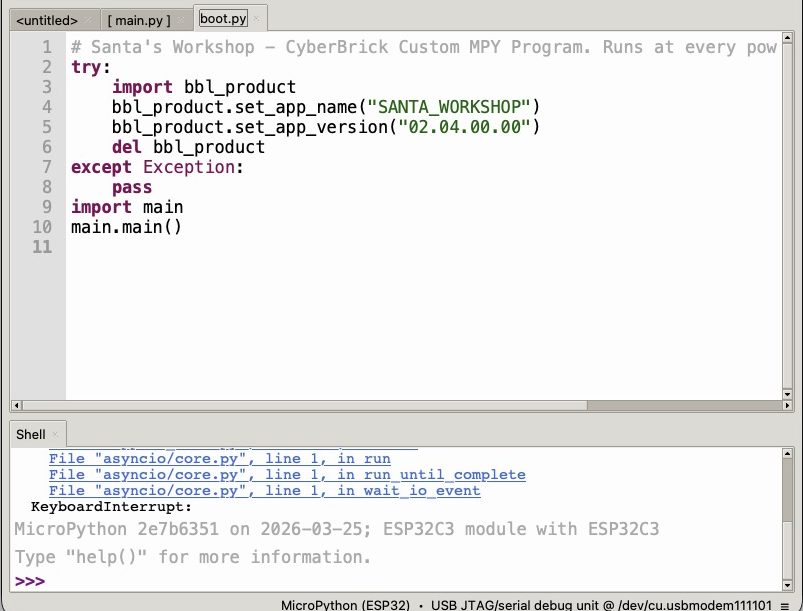 <untitled> [ main.py ] boot.py
1 # Santa's Workshop - CyberBrick Custom MPY Program. Runs at every pow
2 try:
3     import bbl_product
4     bbl_product.set_app_name("SANTA_WORKSHOP")
5     bbl_product.set_app_version("02.04.00.00")
6     del bbl_product
7 except Exception:
8     pass
9 import main
10 main.main()
11
Shell
File "asyncio/core.py", line 1, in run
File "asyncio/core.py", line 1, in run_until_complete
File "asyncio/core.py", line 1, in wait_io_event
KeyboardInterrupt:
MicroPython 2e7b6351 on 2026-03-25; ESP32C3 module with ESP32C3
Type "help()" for more information.
>>>
MicroPython (ESP32) • USB JTAG/serial debug unit @ /dev/cu.usbmodem111101 ≡